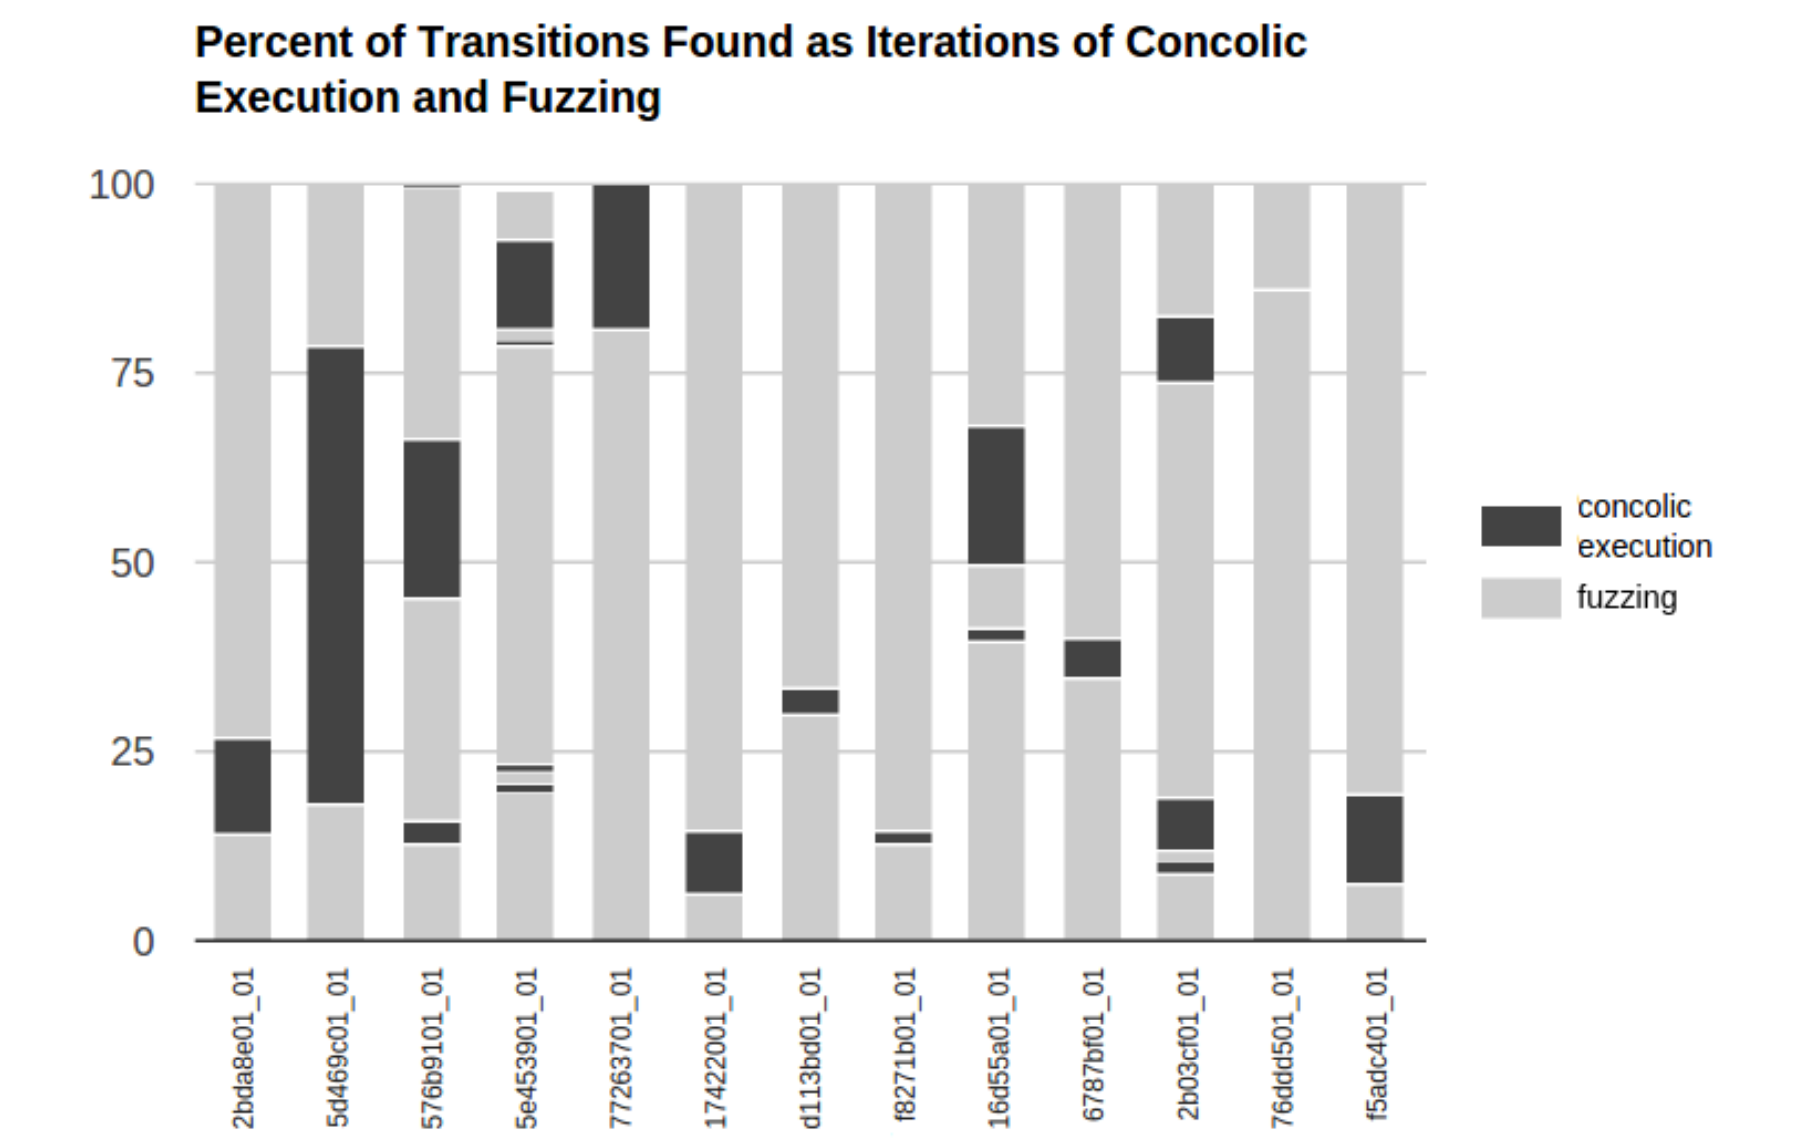 Percent of Transitions Found as Iterations of Concolic
Execution and Fuzzing
100
75
50
25
0
concolic
execution
fuzzing
2bda8e01_01
5d469c01_01
576b9101_01
5e453901_01
77263701_01
17422001_01
d113bd01_01
f8271b01_01
16d55a01_01
6787bf01_01
2b03cf01_01
76ddd501_01
f5adc401_01